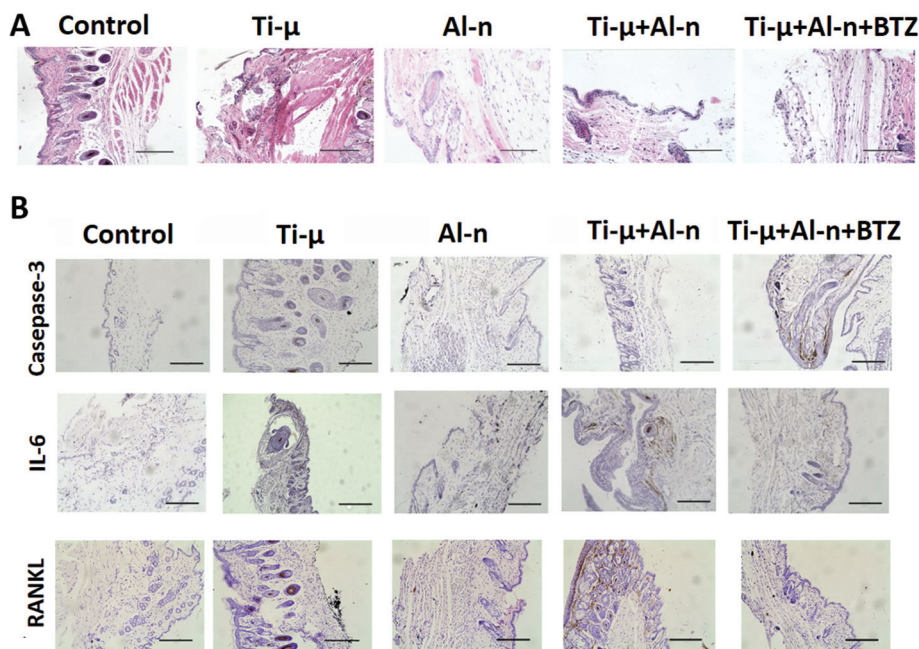 A
Control Ti-μ Al-n Ti-μ+Al-n Ti-μ+Al-n+BTZ
B
Control Ti-μ Al-n Ti-μ+Al-n Ti-μ+Al-n+BTZ
Casepase-3
IL-6
RANKL